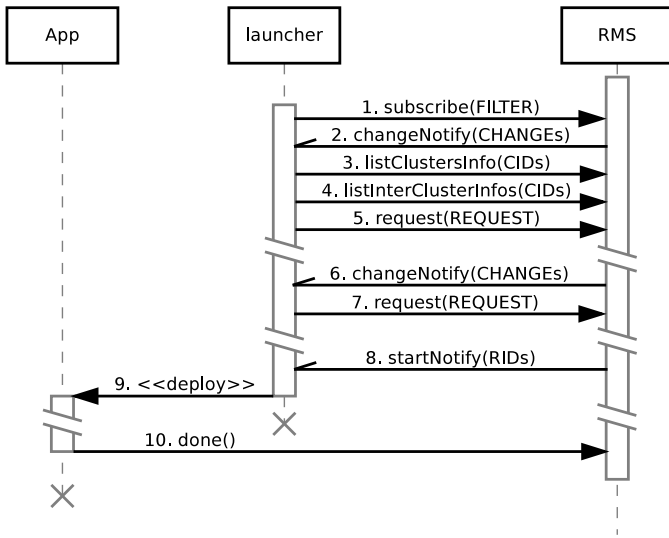 App
launcher
RMS
1. subscribe(FILTER)
2. changeNotify(CHANGEs)
3. listClustersInfo(CIDs)
4. listInterClusterInfos(CIDs)
5. request(REQUEST)
6. changeNotify(CHANGEs)
7. request(REQUEST)
8. startNotify(RIDs)
9. <<deploy>>
10. done()